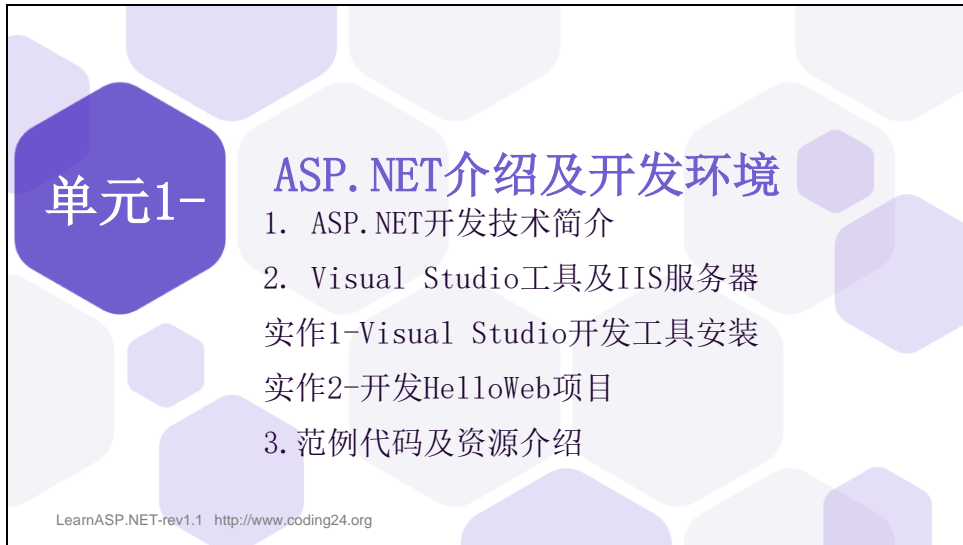 单元1-
ASP.NET介绍及开发环境
1. ASP.NET开发技术简介
2. Visual Studio工具及IIS服务器
实作1-Visual Studio开发工具安装
实作2-开发HelloWeb项目
3.范例代码及资源介绍
LearnASP.NET-rev1.1 http://www.coding24.org